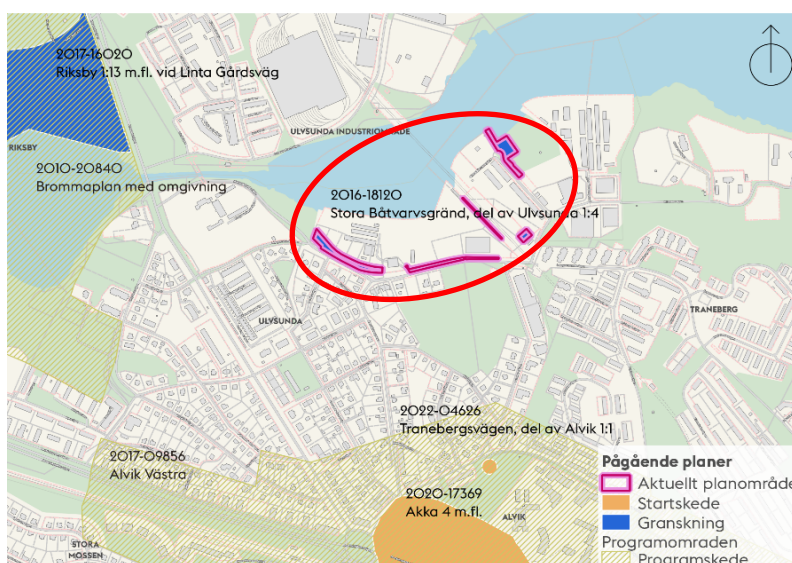 2017-16020
Riksby 1:13 m.fl. vid Linta Gårdsväg
ULVSUNDA INDUSTRIOMRÅDE
RIKSBY
2010-20840
Brommaplan med omgivning
2016-18120
Stora Båtvarvsgränd, del av Ulvsunda 1:4
TRANEBERG
ULVSUNDA
2022-04626
Tranebergsvägen, del av Alvik 1:1
2017-09856
Alvik Västra
2020-17369
Akka 4 m.fl.
ALVIK
STORA
MOSSEN
Pågående planer
Aktuellt planområde
Startskede
Granskning
Programområden
Programskede